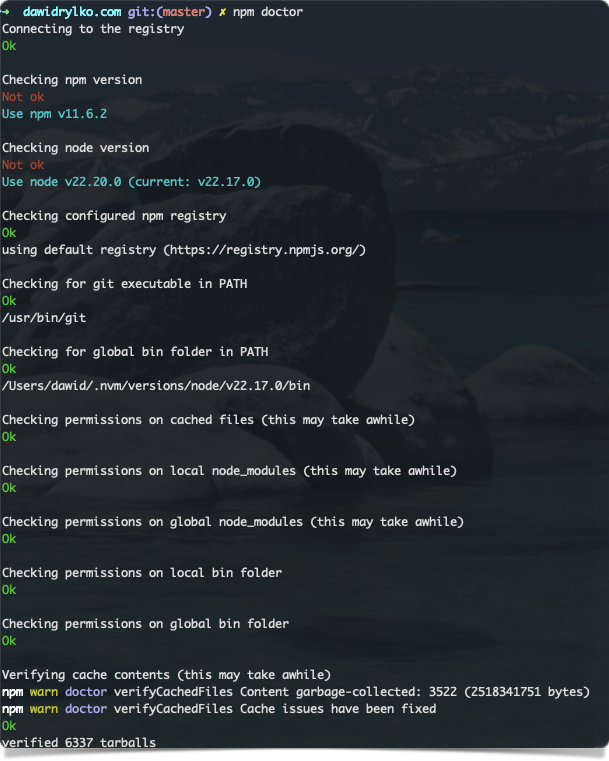 ➜ dawidrylko.com git:(master) ✗ npm doctor
Connecting to the registry
Ok
Checking npm version
Not ok
Use npm v11.6.2
Checking node version
Not ok
Use node v22.20.0 (current: v22.17.0)
Checking configured npm registry
Ok
using default registry (https://registry.npmjs.org/)
Checking for git executable in PATH
Ok
/usr/bin/git
Checking for global bin folder in PATH
Ok
/Users/dawid/.nvm/versions/node/v22.17.0/bin
Checking permissions on cached files (this may take awhile)
Ok
Checking permissions on local node_modules (this may take awhile)
Ok
Checking permissions on global node_modules (this may take awhile)
Ok
Checking permissions on local bin folder
Ok
Checking permissions on global bin folder
Ok
Verifying cache contents (this may take awhile)
npm warn doctor verifyCachedFiles Content garbage-collected: 3522 (2518341751 bytes)
npm warn doctor verifyCachedFiles Cache issues have been fixed
Ok
verified 6337 tarballs